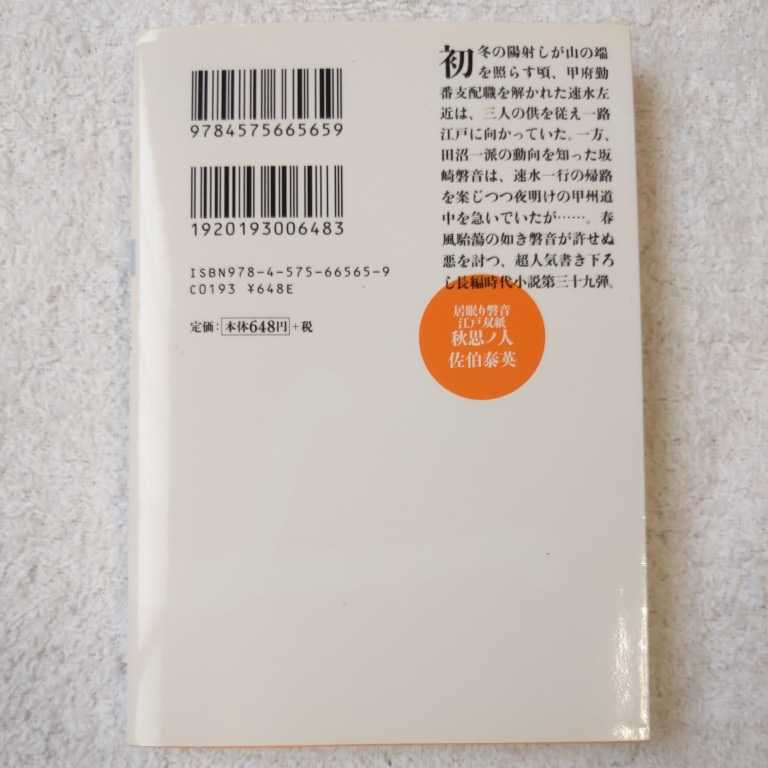 9784575665659
1920193006483
ISBN978-4-575-66565-9
C0193 ¥648E
定価:本体648円+税
初冬の陽射しが山の端
を照らす頃、甲府勤
番支配職を解かれた速水左
近は、三人の供を従え一路
江戸に向かっていた。一方、
田沼一派の動向を知った坂
崎磐音は、速水一行の帰路
を案じつつ夜明けの甲州道
中を急いでいたが……。春
風駘蕩の如き磐音が許せぬ
悪を討つ、超人気書き下ろ
し長編時代小説第三十九弾。
居眠り磐音
江戸双紙
秋思ノ人
佐伯泰英